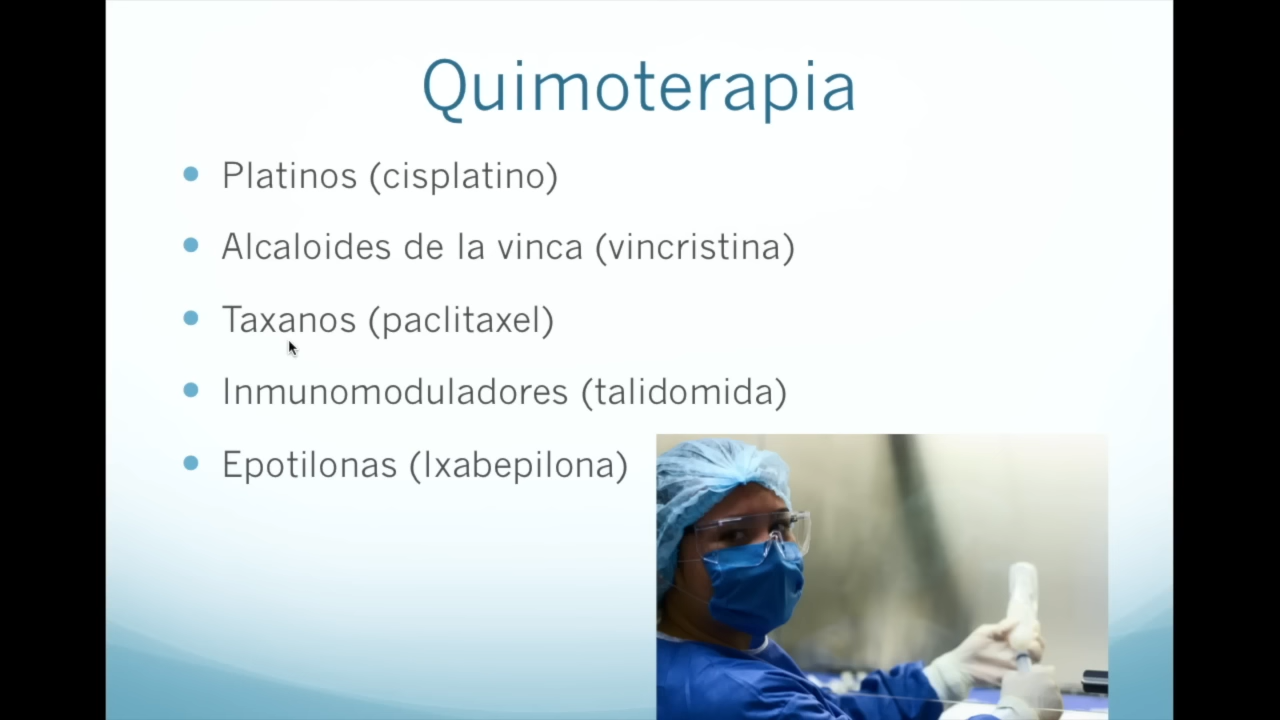 Quimoterapia
Platinos (cisplatino)
Alcaloides de la vinca (vincristina)
Taxanos (paclitaxel)
Inmunomoduladores (talidomida)
Epotilonas (Ixabepilona)